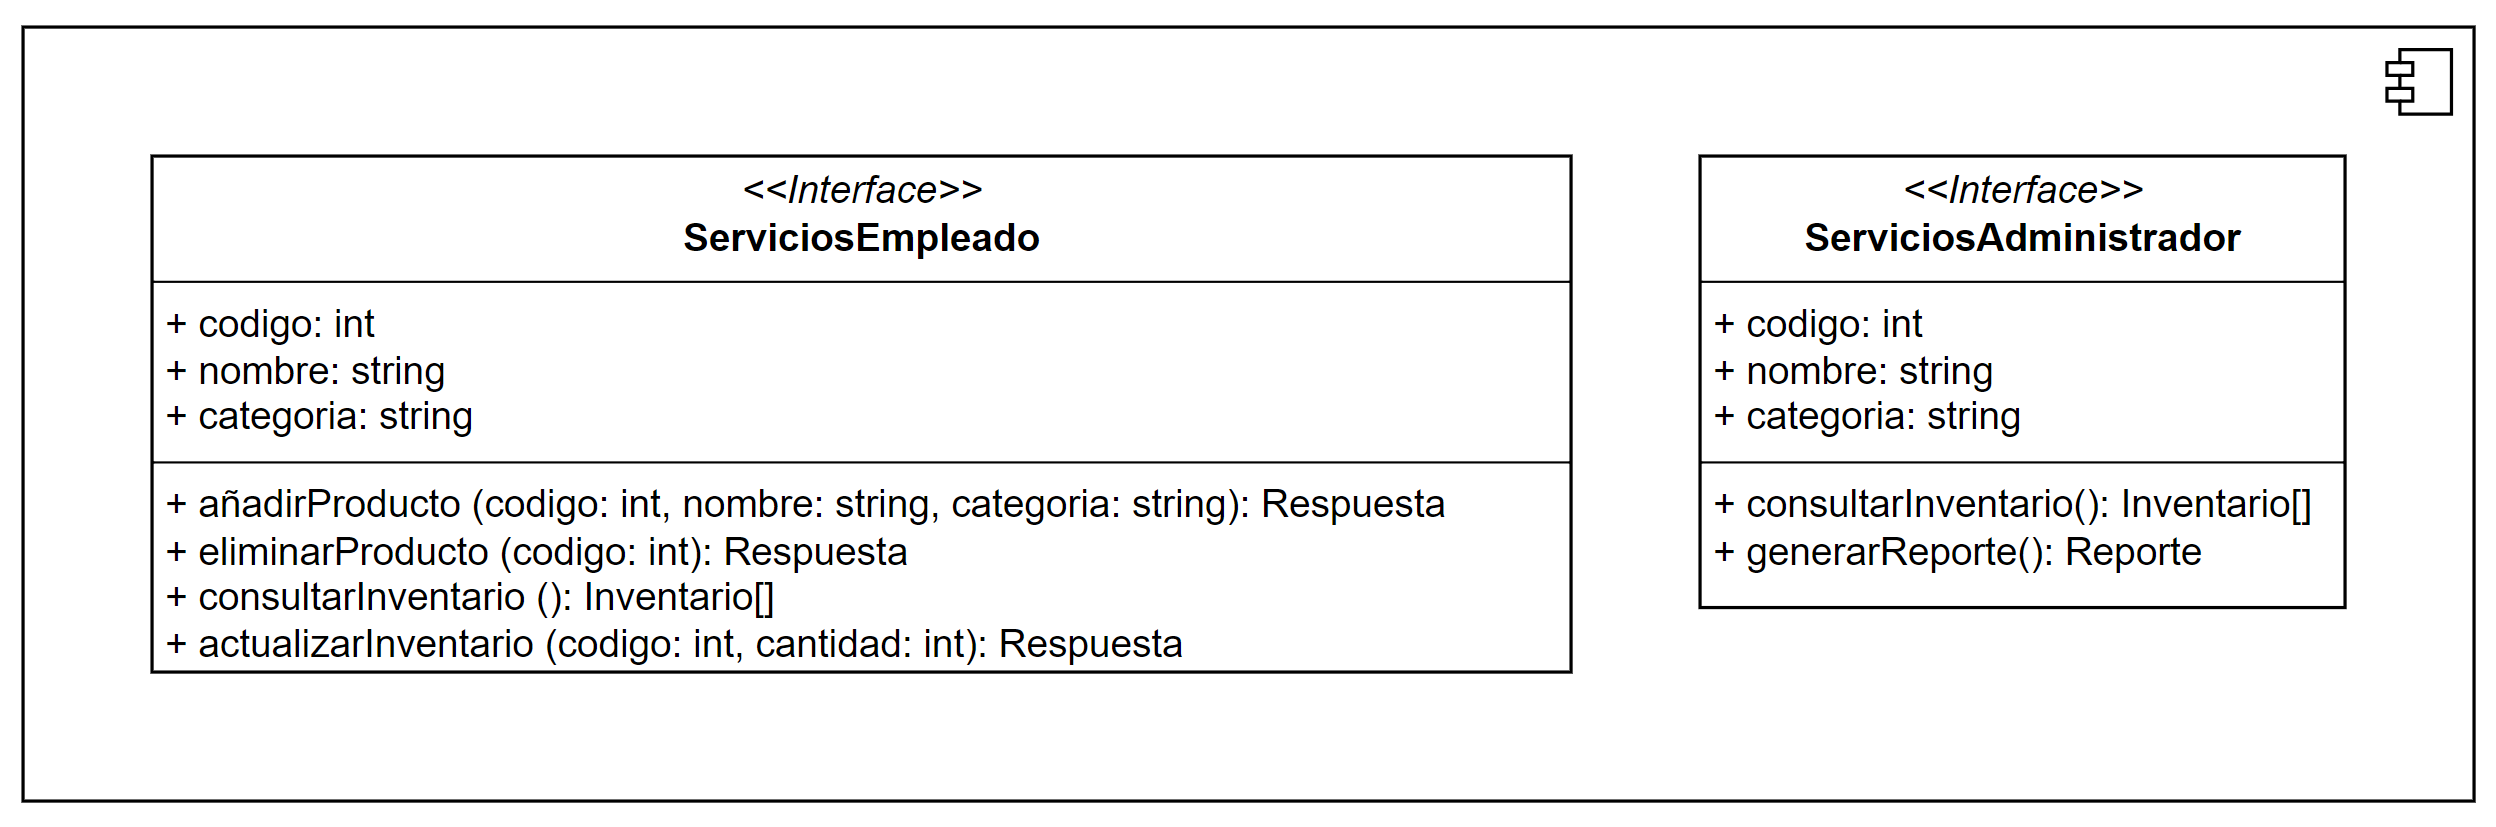 <<Interface>>
ServiciosEmpleado
+ codigo: int
+ nombre: string
+ categoria: string
+ añadirProducto (codigo: int, nombre: string, categoria: string): Respuesta
+ eliminarProducto (codigo: int): Respuesta
+ consultarInventario (): Inventario[]
+ actualizarInventario (codigo: int, cantidad: int): Respuesta
<<Interface>>
ServiciosAdministrador
+ codigo: int
+ nombre: string
+ categoria: string
+ consultarInventario(): Inventario[]
+ generarReporte(): Reporte